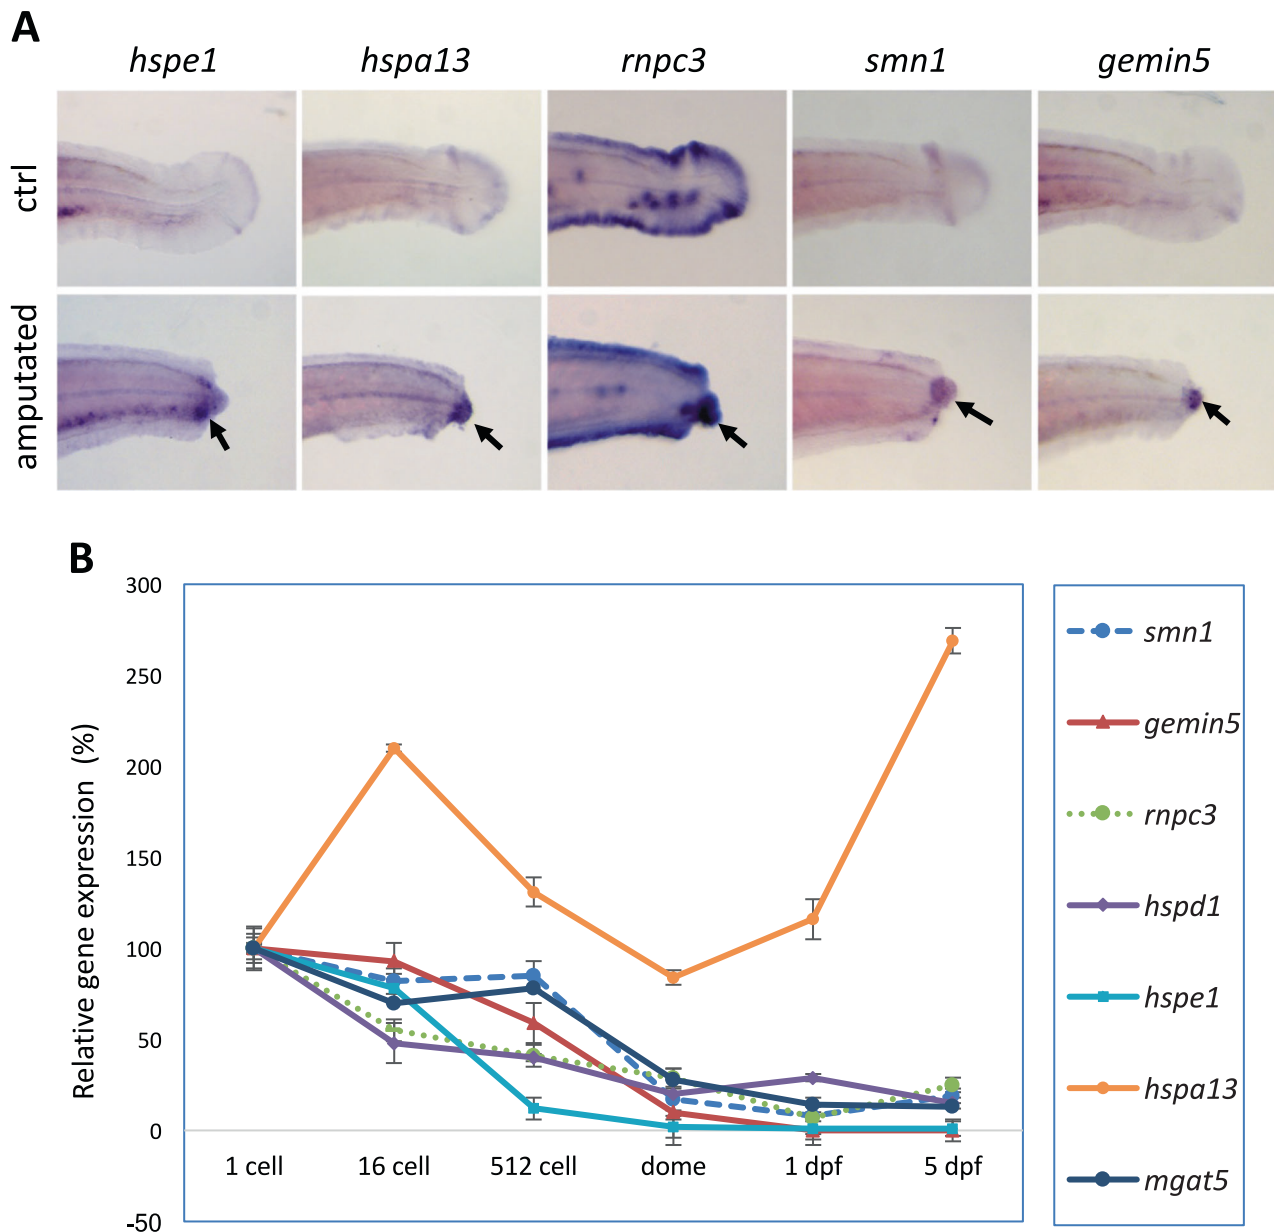 A
hspe1 hspa13 rnpc3 smn1 gemin5
ctrl
amputated
B
300
250
200
150
100
50
0
-50
Relative gene expression (%)
1 cell 16 cell 512 cell dome 1 dpf 5 dpf
smn1
gemin5
rnpc3
hspd1
hspe1
hspa13
mgat5